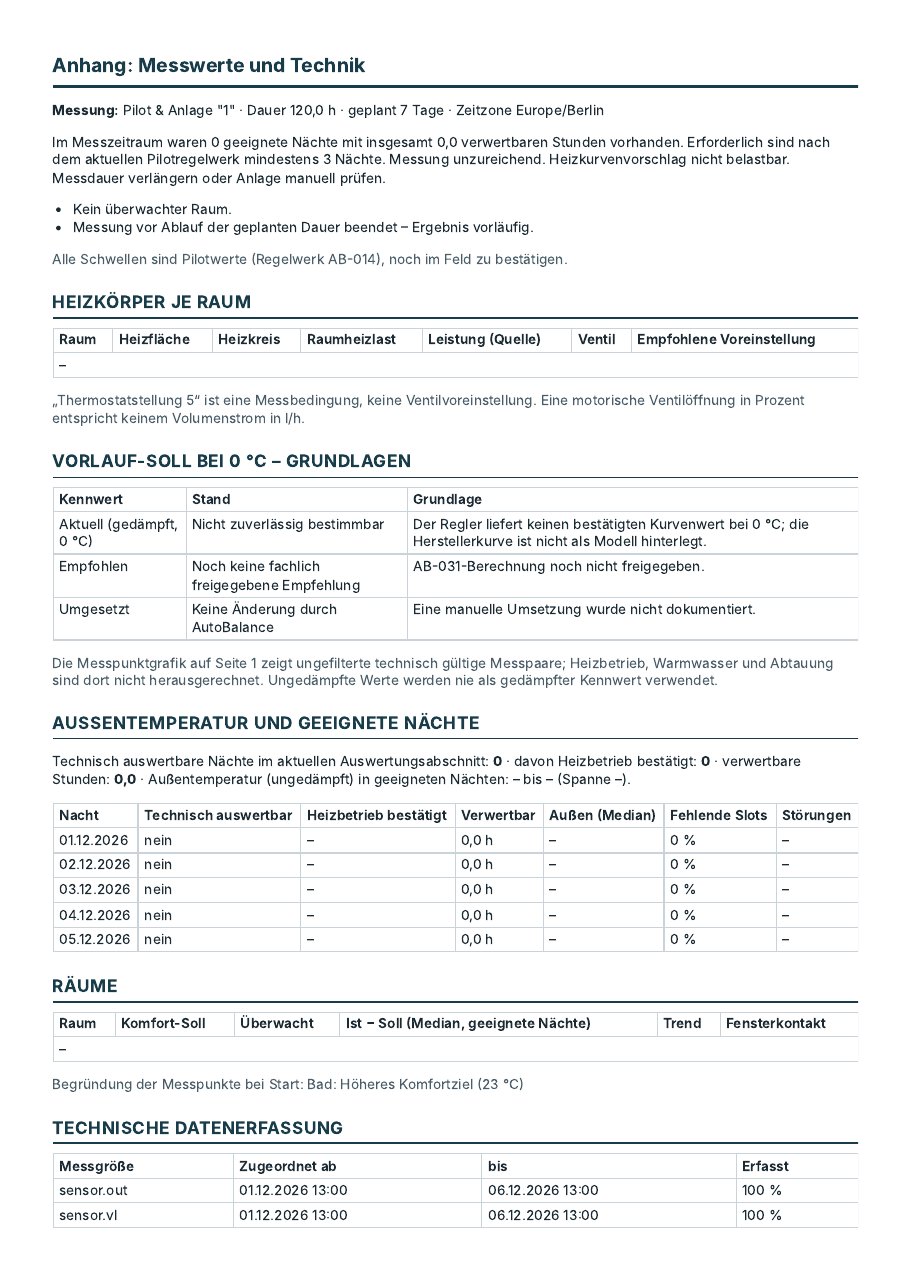 Anhang: Messwerte und Technik
Messung: Pilot & Anlage "1" · Dauer 120,0 h · geplant 7 Tage · Zeitzone Europe/Berlin
Im Messzeitraum waren 0 geeignete Nächte mit insgesamt 0,0 verwertbaren Stunden vorhanden. Erforderlich sind nach
dem aktuellen Pilotregelwerk mindestens 3 Nächte. Messung unzureichend. Heizkurvenvorschlag nicht belastbar.
Messdauer verlängern oder Anlage manuell prüfen.
• Kein überwachter Raum.
• Messung vor Ablauf der geplanten Dauer beendet – Ergebnis vorläufig.
Alle Schwellen sind Pilotwerte (Regelwerk AB-014), noch im Feld zu bestätigen.
HEIZKÖRPER JE RAUM
Raum Heizfläche Heizkreis Raumheizlast Leistung (Quelle) Ventil Empfohlene Voreinstellung
–
„Thermostatstellung 5“ ist eine Messbedingung, keine Ventilvoreinstellung. Eine motorische Ventilöffnung in Prozent
entspricht keinem Volumenstrom in l/h.
VORLAUF-SOLL BEI 0 °C – GRUNDLAGEN
Kennwert Stand Grundlage
Aktuell (gedämpft, Nicht zuverlässig bestimmbar Der Regler liefert keinen bestätigten Kurvenwert bei 0 °C; die
0 °C) Herstellerkurve ist nicht als Modell hinterlegt.
Empfohlen Noch keine fachlich AB-031-Berechnung noch nicht freigegeben.
freigegebene Empfehlung
Umgesetzt Keine Änderung durch Eine manuelle Umsetzung wurde nicht dokumentiert.
AutoBalance
Die Messpunktgrafik auf Seite 1 zeigt ungefilterte technisch gültige Messpaare; Heizbetrieb, Warmwasser und Abtauung
sind dort nicht herausgerechnet. Ungedämpfte Werte werden nie als gedämpfter Kennwert verwendet.
AUSSENTEMPERATUR UND GEEIGNETE NÄCHTE
Technisch auswertbare Nächte im aktuellen Auswertungsabschnitt: 0 · davon Heizbetrieb bestätigt: 0 · verwertbare
Stunden: 0,0 · Außentemperatur (ungedämpft) in geeigneten Nächten: – bis – (Spanne –).
Nacht Technisch auswertbar Heizbetrieb bestätigt Verwertbar Außen (Median) Fehlende Slots Störungen
01.12.2026 nein – 0,0 h – 0 % –
02.12.2026 nein – 0,0 h – 0 % –
03.12.2026 nein – 0,0 h – 0 % –
04.12.2026 nein – 0,0 h – 0 % –
05.12.2026 nein – 0,0 h – 0 % –
RÄUME
Raum Komfort-Soll Überwacht Ist − Soll (Median, geeignete Nächte) Trend Fensterkontakt
–
Begründung der Messpunkte bei Start: Bad: Höheres Komfortziel (23 °C)
TECHNISCHE DATENERFASSUNG
Messgröße Zugeordnet ab bis Erfasst
sensor.out 01.12.2026 13:00 06.12.2026 13:00 100 %
sensor.vl 01.12.2026 13:00 06.12.2026 13:00 100 %